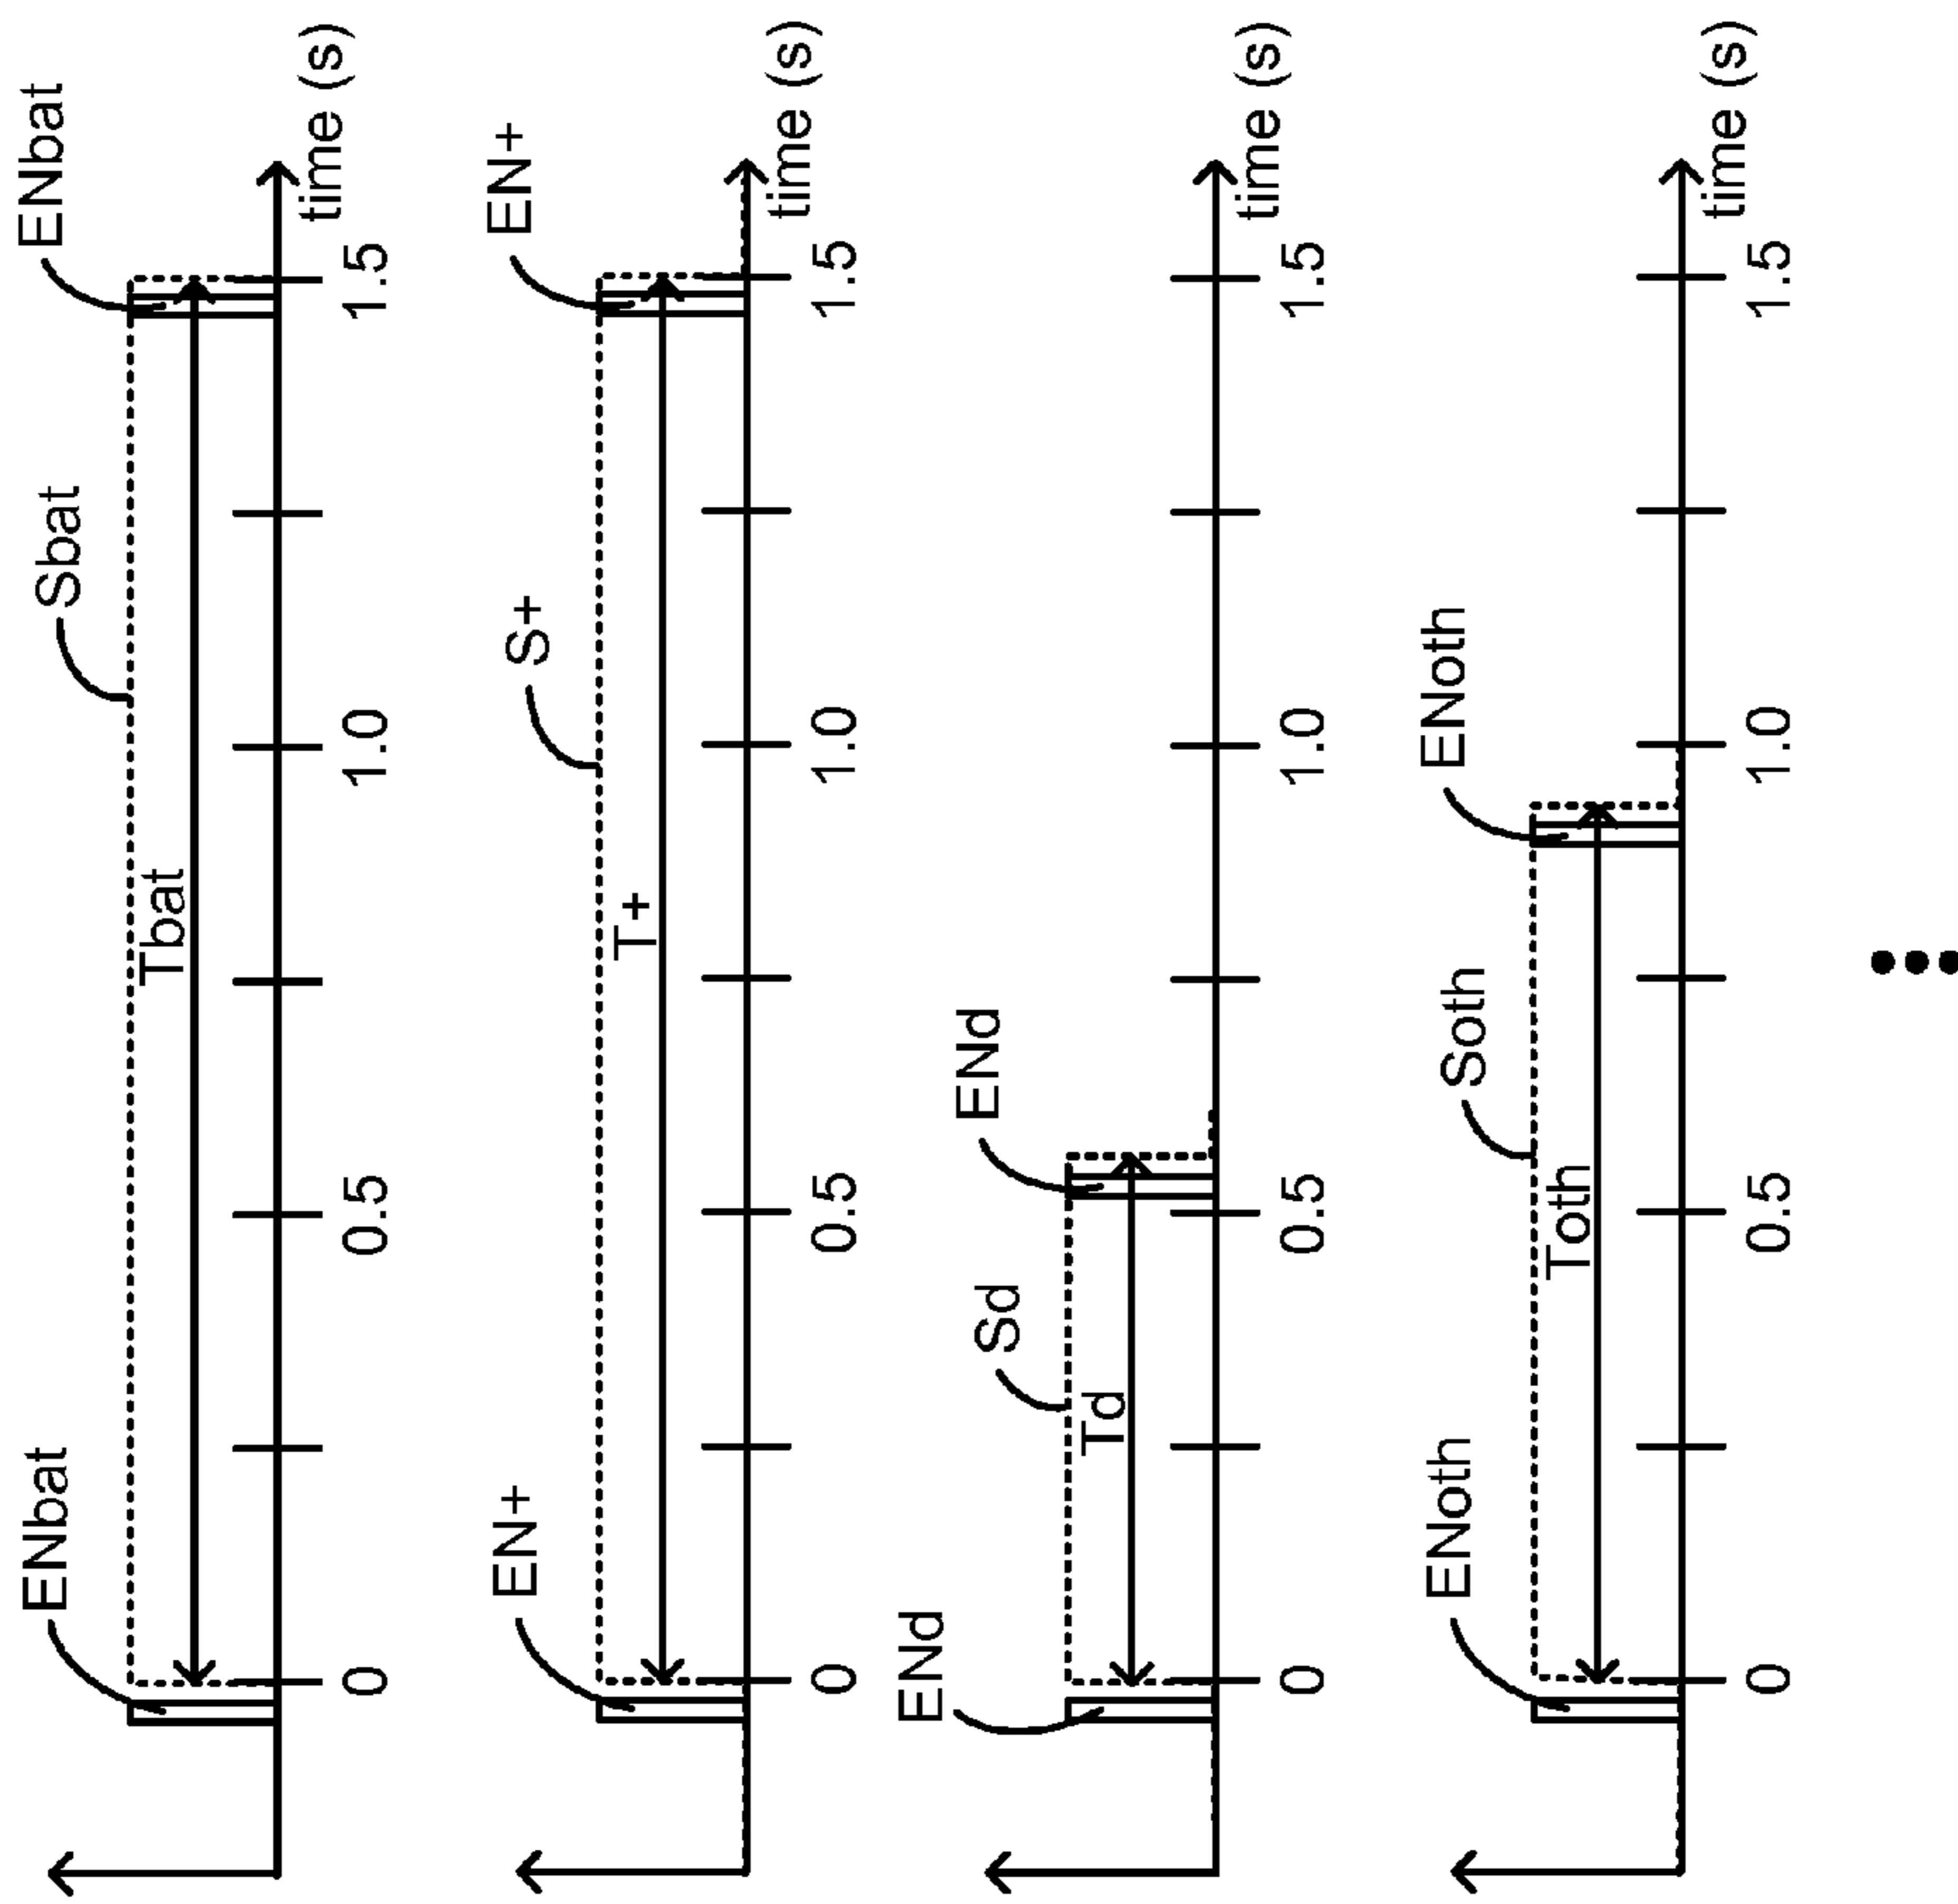 ENbat
Sbat
ENbat
Tbat
0
0.5
1.0
1.5
time (s)
EN+
S+
EN+
T+
0
0.5
1.0
1.5
time (s)
ENd
Sd
ENd
Td
0
0.5
1.0
1.5
time (s)
ENoth
Soth
ENoth
Toth
0
0.5
1.0
1.5
time (s)